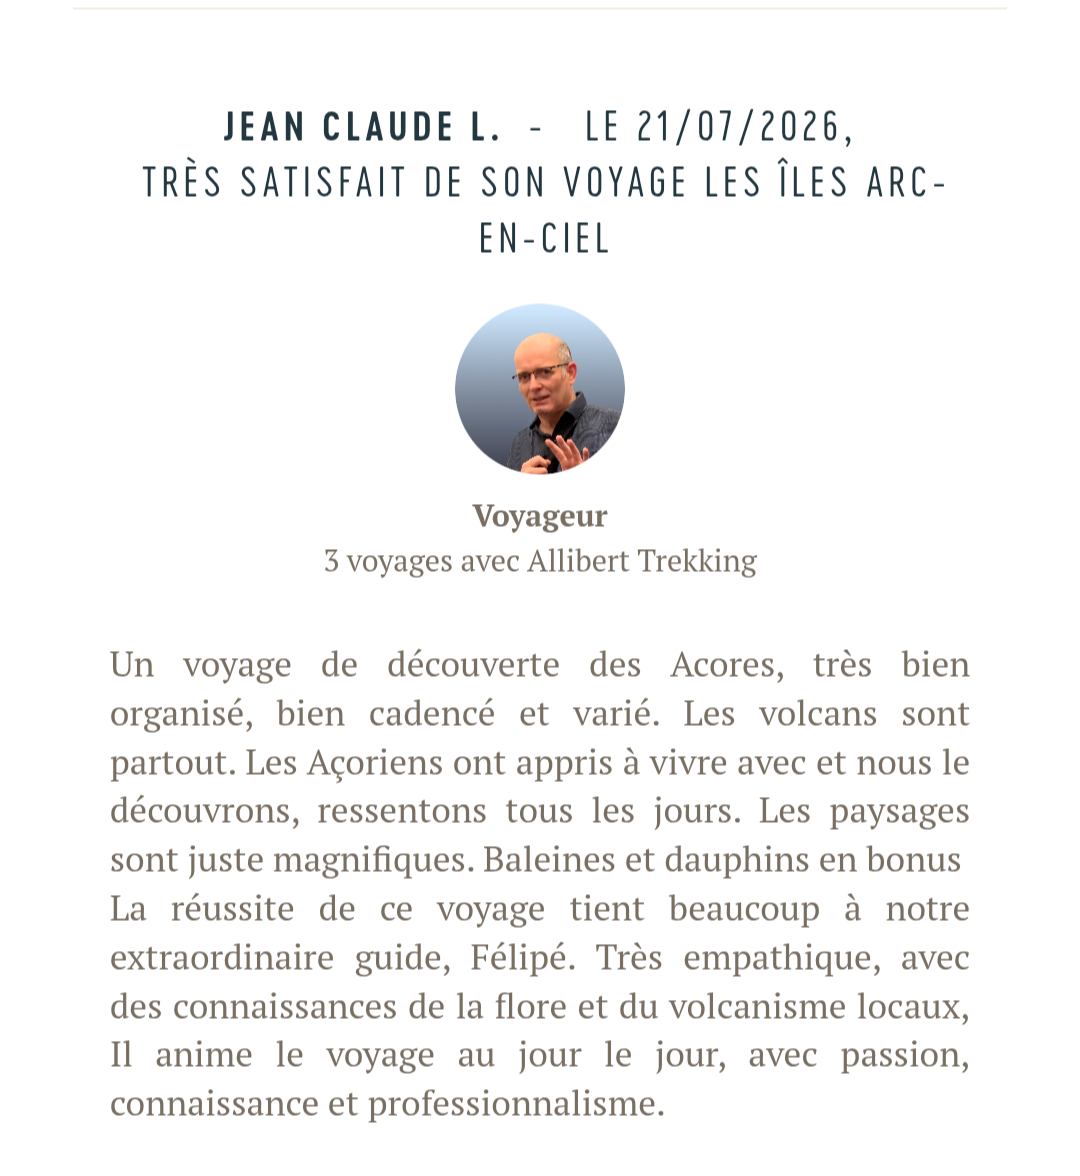 JEAN CLAUDE L. - LE 21/07/2026,
TRÈS SATISFAIT DE SON VOYAGE LES ÎLES ARC-
EN-CIEL
Voyageur
3 voyages avec Allibert Trekking
Un voyage de découverte des Acores, très bien
organisé, bien cadencé et varié. Les volcans sont
partout. Les Açoriens ont appris à vivre avec et nous le
découvrons, ressentons tous les jours. Les paysages
sont juste magnifiques. Baleines et dauphins en bonus
La réussite de ce voyage tient beaucoup à notre
extraordinaire guide, Félipé. Très empathique, avec
des connaissances de la flore et du volcanisme locaux,
Il anime le voyage au jour le jour, avec passion,
connaissance et professionnalisme.